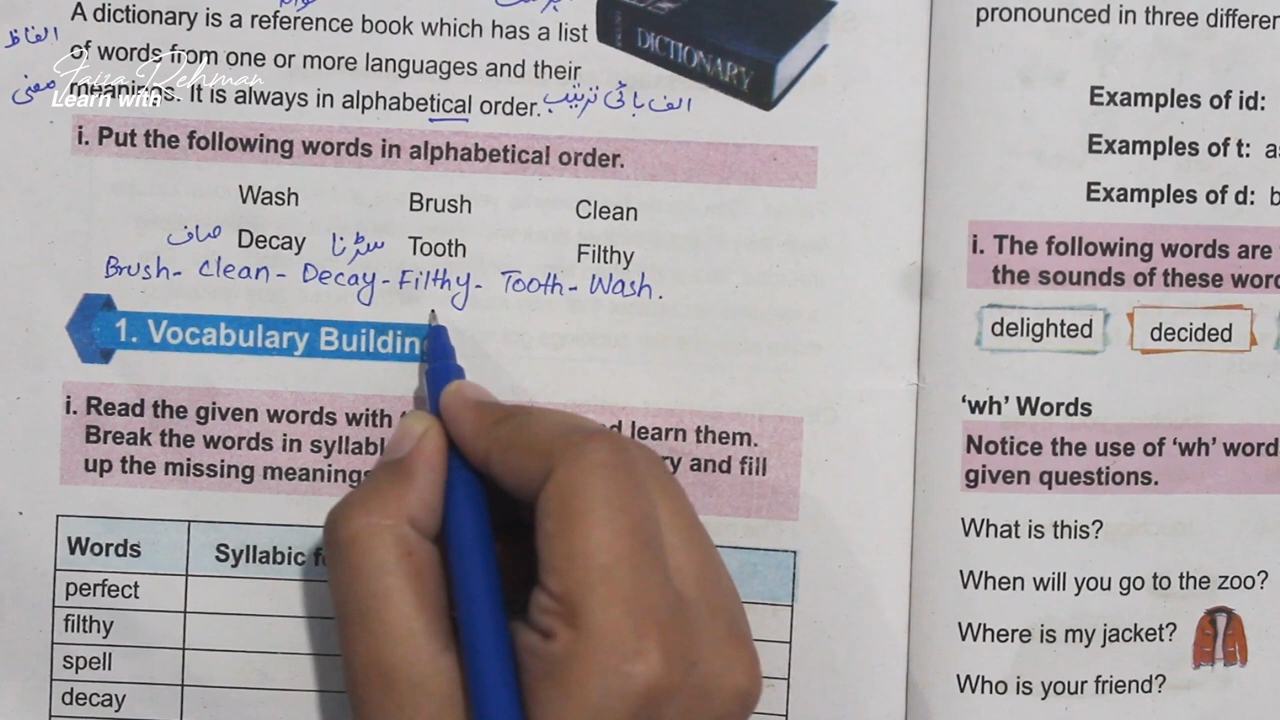 A dictionary is a reference book which has a list
of words from one or more languages and their
meanings. It is always in alphabetical order. الف بائی ترتیب
الفاظ
معنی
Faiza Rehman
Learn with
DICTIONARY
i. Put the following words in alphabetical order.
Wash Brush Clean
صاف Decay سڑنا Tooth Filthy
Brush- Clean- Decay- Filthy- Tooth- Wash.
1. Vocabulary Buildin
i. Read the given words with learn them.
Break the words in syllabl ry and fill
up the missing meanings
Words Syllabic f
perfect
filthy
spell
decay
pronounced in three differen
Examples of id:
Examples of t: a
Examples of d: b
i. The following words are
the sounds of these word
delighted decided
'wh' Words
Notice the use of 'wh' word
given questions.
What is this?
When will you go to the zoo?
Where is my jacket?
Who is your friend?